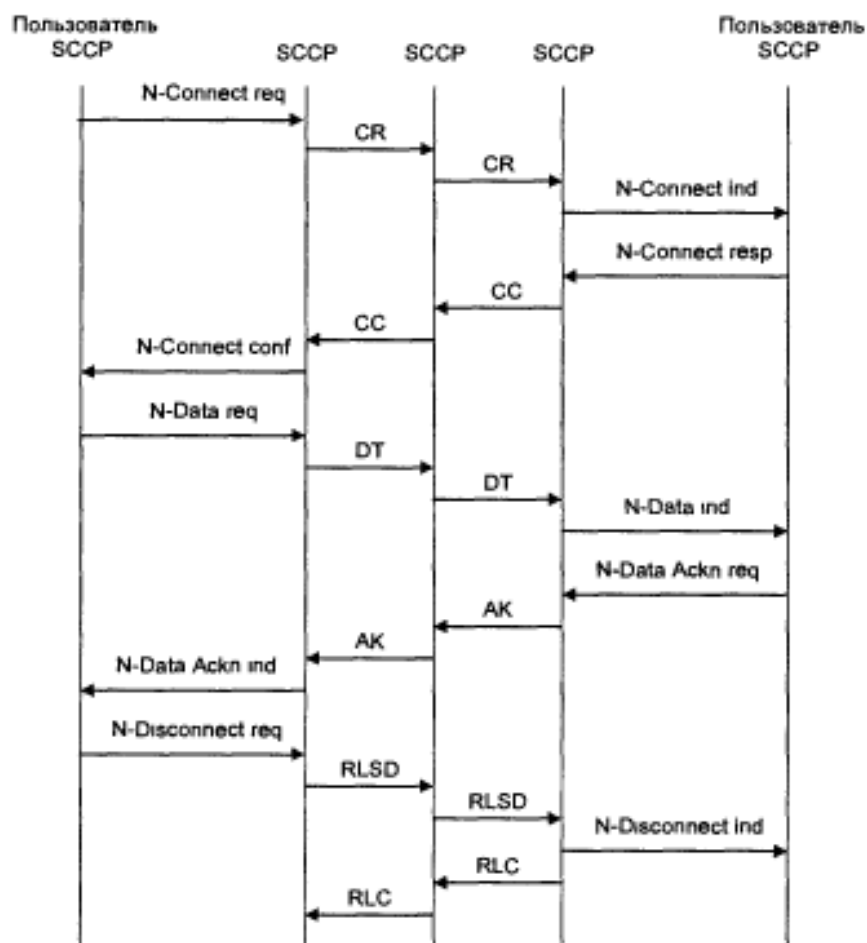 Пользователь
SCCP
SCCP
SCCP
SCCP
Пользователь
SCCP
N-Connect req
CR
CR
N-Connect ind
N-Connect resp
CC
CC
N-Connect conf
N-Data req
DT
DT
N-Data ind
N-Data Ackn req
AK
AK
N-Data Ackn ind
N-Disconnect req
RLSD
RLSD
N-Disconnect ind
RLC
RLC